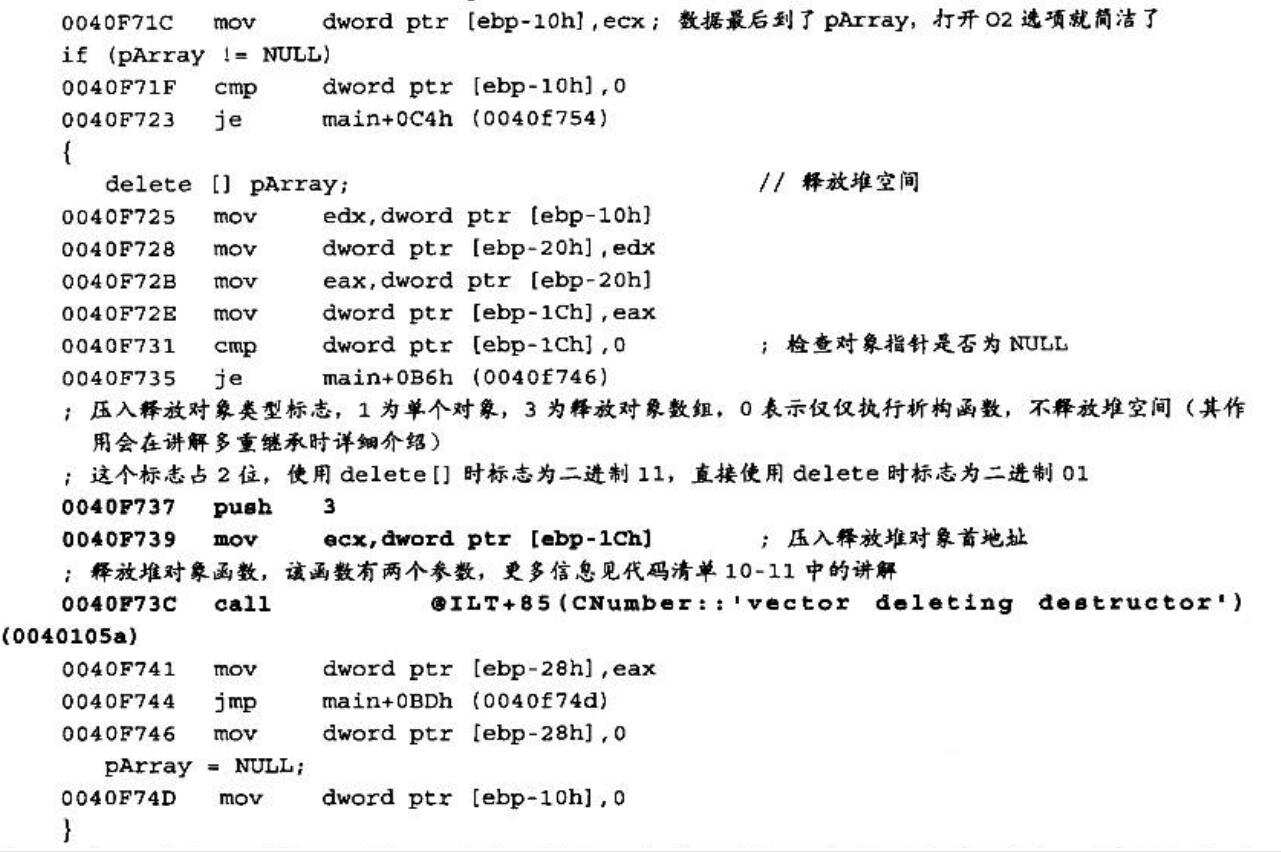 0040F71C mov dword ptr [ebp-10h],ecx; 数据最后到了 pArray, 打开 O2 选项就简洁了
if (pArray != NULL)
0040F71F cmp dword ptr [ebp-10h],0
0040F723 je main+0C4h (0040f754)
{
delete [] pArray; // 释放堆空间
0040F725 mov edx,dword ptr [ebp-10h]
0040F728 mov dword ptr [ebp-20h],edx
0040F72B mov eax,dword ptr [ebp-20h]
0040F72E mov dword ptr [ebp-1Ch],eax
0040F731 cmp dword ptr [ebp-1Ch],0 ; 检查对象指针是否为 NULL
0040F735 je main+0B6h (0040f746)
; 压入释放对象类型标志, 1 为单个对象, 3 为释放对象数组, 0 表示仅仅执行析构函数, 不释放堆空间 (其作
用会在讲解多重继承时详细介绍)
; 这个标志占 2 位, 使用 delete[] 时标志为二进制 11, 直接使用 delete 时标志为二进制 01
0040F737 push 3
0040F739 mov ecx,dword ptr [ebp-1Ch] ; 压入释放堆对象首地址
; 释放堆对象函数, 该函数有两个参数, 更多信息见代码清单 10-11 中的讲解
0040F73C call @ILT+85(CNumber::'vector deleting destructor')
(0040105a)
0040F741 mov dword ptr [ebp-28h],eax
0040F744 jmp main+0BDh (0040f74d)
0040F746 mov dword ptr [ebp-28h],0
pArray = NULL;
0040F74D mov dword ptr [ebp-10h],0
}